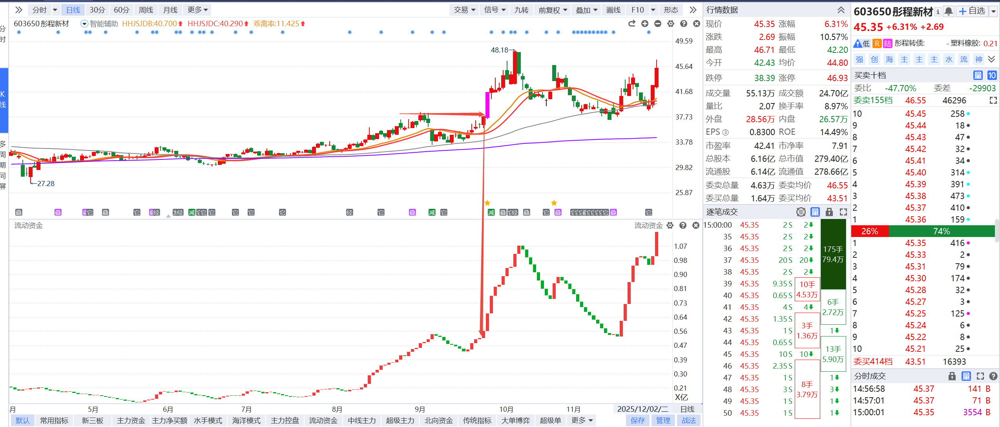 分时 日线 30分 60分 周线 月线 更多 交易 信号 九转 前复权 叠加 画线 F10 形态
603650彤程新材 智能辅助 HHJSJDB:40.700 HHJSJDC:40.290 乖离率:11.425
分时
K线
多周期同屏
49.59
48.18→
45.64
41.68
37.73
33.78
29.82
←27.28
25.87
流动资金 流动资金
1.07
0.98
0.90
0.81
0.73
0.64
0.56
0.47
0.39
0.30
0.21
X亿
月 5月 6月 7月 8月 9月 10月 11月 2025/12/02/二 日线
默认 常用指标 新三板 主力资金 主力净买额 水手模式 海洋模式 主力控盘 流动资金 中线主力 超级主力 北向资金 传统指标 大单博弈 超级单 更多 保存 管理 战法
行情数据
现价 45.35 涨幅 6.31%
涨跌 2.69 振幅 10.57%
最高 46.71 最低 42.20
今开 42.43 均价 44.80
跌停 38.39 涨停 46.93
成交量 55.13万 成交额 24.70亿
量比 2.07 换手率 8.97%
外盘 28.56万 内盘 26.57万
EPS③ 0.8300 ROE 14.49%
市盈率 42.41 市净率 7.91
总股本 6.16亿 总市值 279.40亿
流通股 6.14亿 流通值 278.66亿
委卖总量 4.63万 委卖均价 46.55
委买总量 1.64万 委买均价 43.51
逐笔成交 单 量
15:00:00 45.35 2S 2
35 45.35 2S 2
36 45.35 2S 2
37 45.35 20S 20
38 45.35 2S 2
39 45.35 9.35S
40 45.35 0.65S
41 45.35 4S 4
42 45.35 1.35S
43 45.35 1S 1
44 45.35 0.65S
45 45.35 10S 10
46 45.35 2.35S
47 45.35 1S 1
48 45.35 3S 3
49 45.35 1S 1
50 45.35 1S 1
175手
79.4万
10手
4.53万
6手
2.72万
3手
1.36万
13手
5.90万
8手
3.79万
603650彤程新材 自选
45.35 +6.31% +2.69
低 R 陆 彤程转债: - 塑料橡胶: 0.21
强 创 海 主 主 主 水 流 神
买卖十档 量 10
委比 -47.70% 委差 -29903
委卖155档 46.55 46296
10 45.45 258
9 45.44 18
8 45.43 47
7 45.42 32
6 45.41 34
5 45.40 314
4 45.39 391
3 45.38 473
2 45.37 410
1 45.36 159
26% 74%
1 45.35 416
2 45.33 2
3 45.31 79
4 45.30 174
5 45.28 32
6 45.27 3
7 45.25 125
8 45.24 6
9 45.22 8
10 45.21 25
委买414档 43.51 16393
分时成交 量
14:56:58 45.37 141 B
14:57:01 45.37 71 B
15:00:01 45.35 3554 B